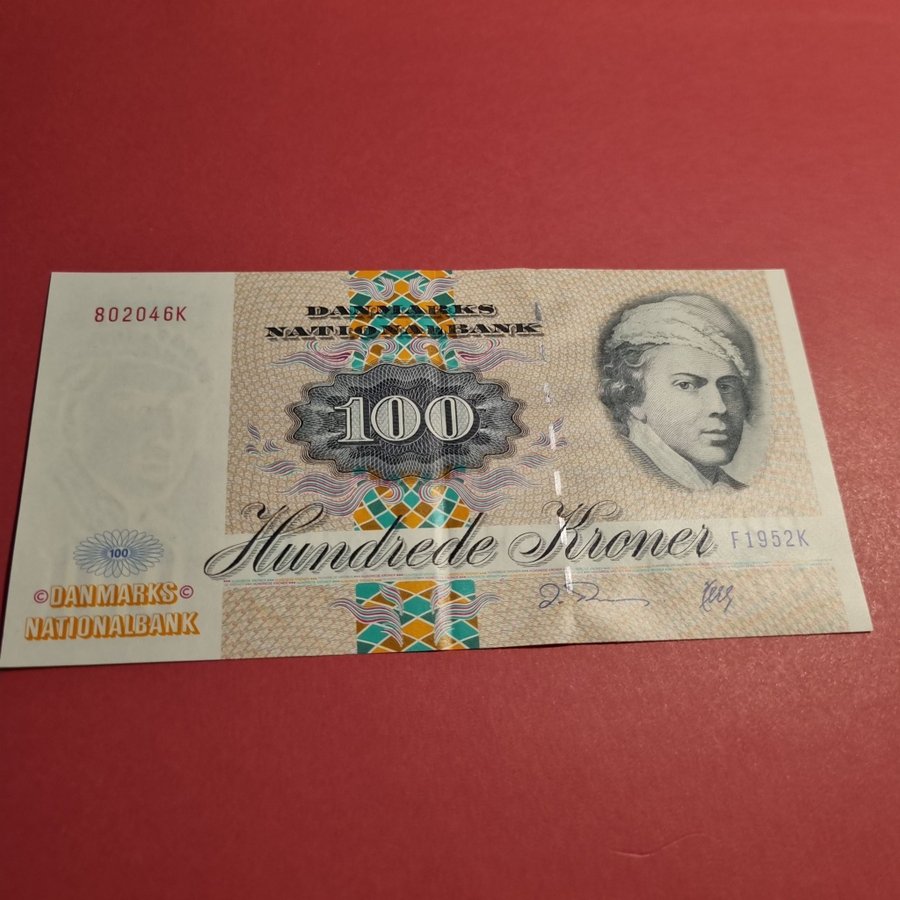 802046K
DANMARKS
NATIONALBANK
100
Hundrede Kroner
F1952K
100
©DANMARKS©
NATIONALBANK